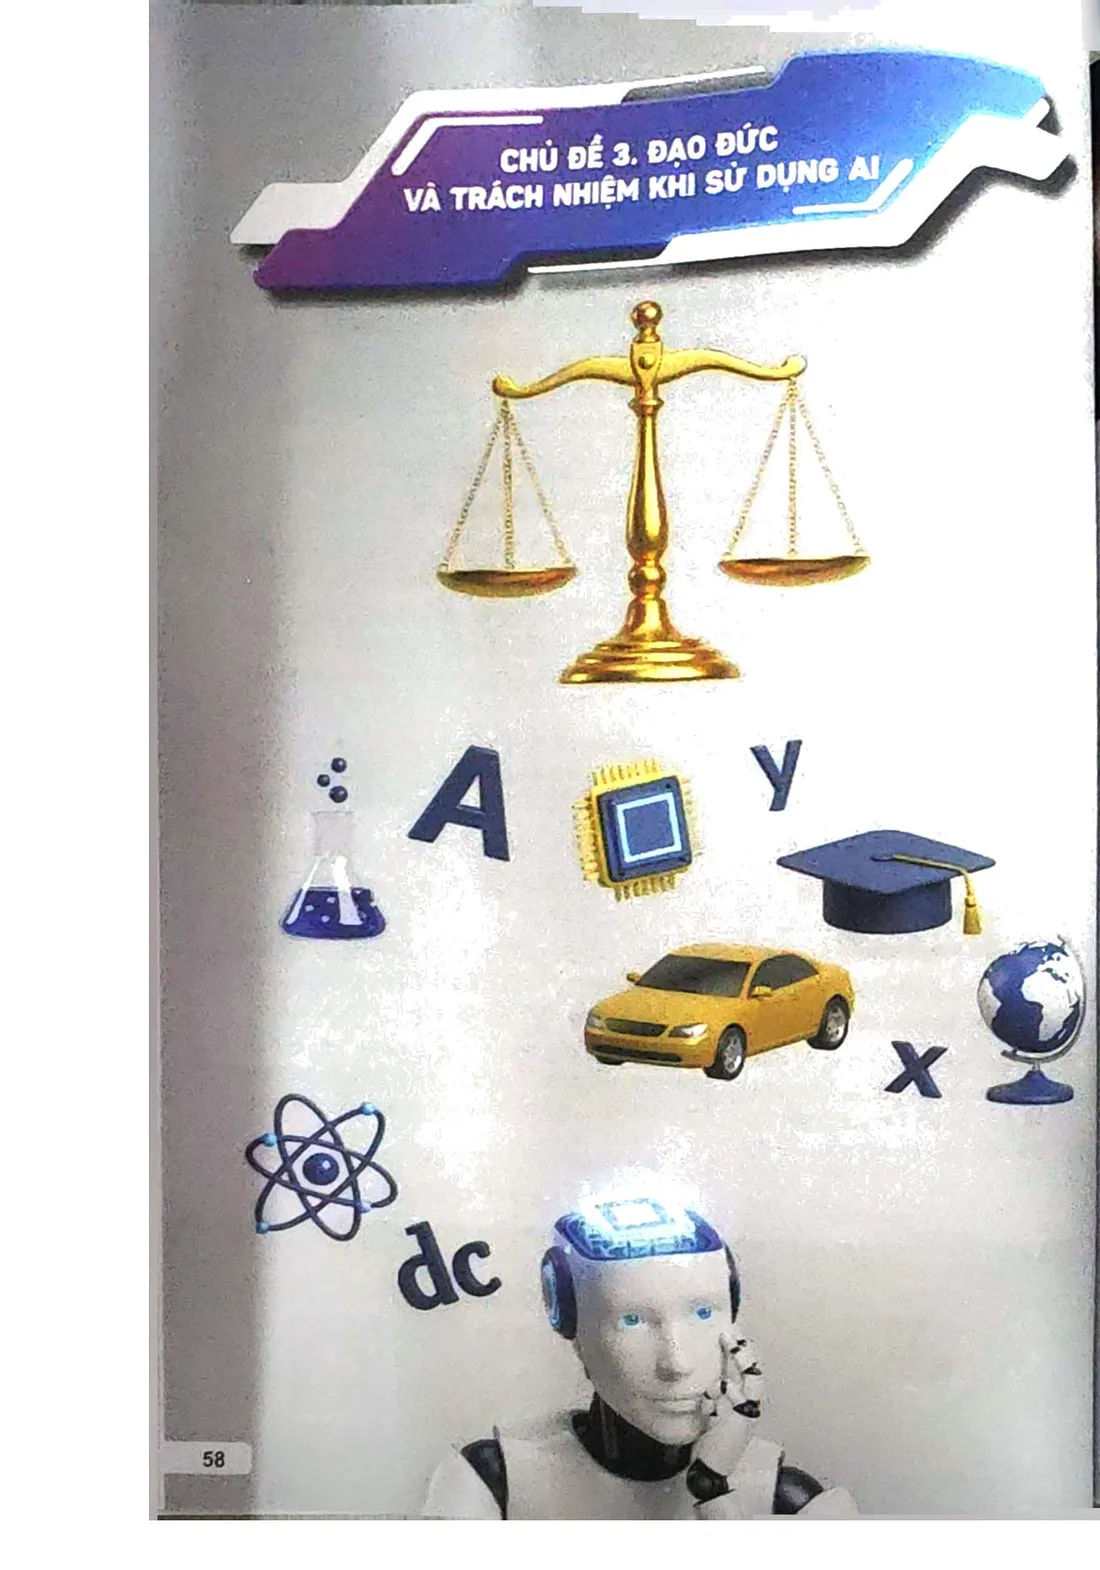 CHỦ ĐỀ 3. ĐẠO ĐỨC
VÀ TRÁCH NHIỆM KHI SỬ DỤNG AI
A
y
x
dc
58